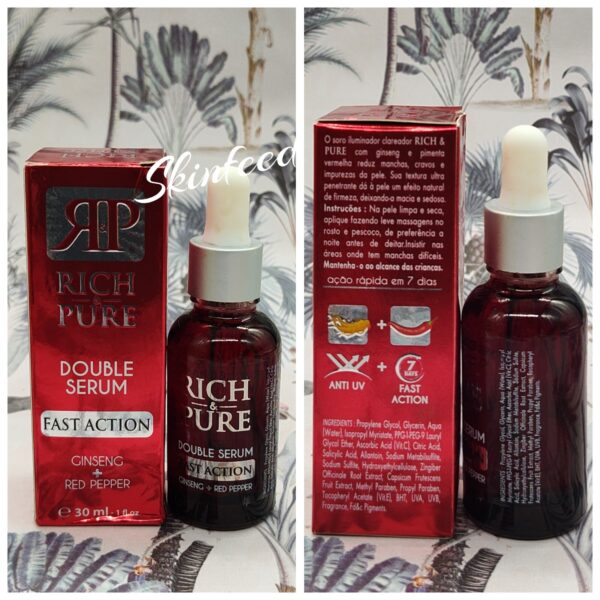 Skinfeed
R&P
RICH
&
PURE
DOUBLE
SERUM
FAST ACTION
GINSENG
+
RED PEPPER
e 30 ml - 1 fl oz
RICH
&
PURE
DOUBLE SERUM
ST ACTION
GINSENG + RED PEPPER
O soro iluminador clareador RICH &
PURE com ginseng e pimenta
vermelha reduz manchas, cravos e
impurezas da pele. Sua textura ultra
penetrante dá à pele um efeito natural
de firmeza, deixando-a macia e sedosa.
Instruções : Na pele limpa e seca,
aplique fazendo leve massagens no
rosto e pescoço, de preferência a
noite antes de deitar.Insistir nas
áreas onde tem manchas difíceis.
Mantenha-o ao alcance das crianças.
ação rápida em 7 dias
+
ANTI UV
+
7
DAYS
FAST
ACTION
INGREDIENTS: Propylene Glycol, Glycerin, Aqua
(Water), Isopropyl Myristate, PPG1-PEG-9 Lauryl
Glycol Ether, Ascorbic Acid (Vit.C), Citric Acid,
Salicylic Acid, Allantoin, Sodium Metabilsulfite,
Sodium Sulfite, Hydroxyethylcellulose, Zingiber
Officinale Root Extract, Capsicum Frutescens
Fruit Extract, Methyl Paraben, Propyl Paraben,
Tocopheryl Acetate (Vit.E), BHT, UVA, UVB,
Fragrance, Fd&c Pigments.